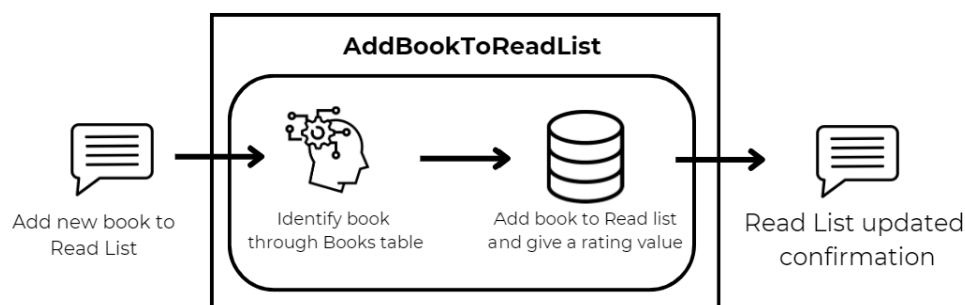 AddBookToReadList
Add new book to
Read List
Identify book
through Books table
Add book to Read list
and give a rating value
Read List updated
confirmation